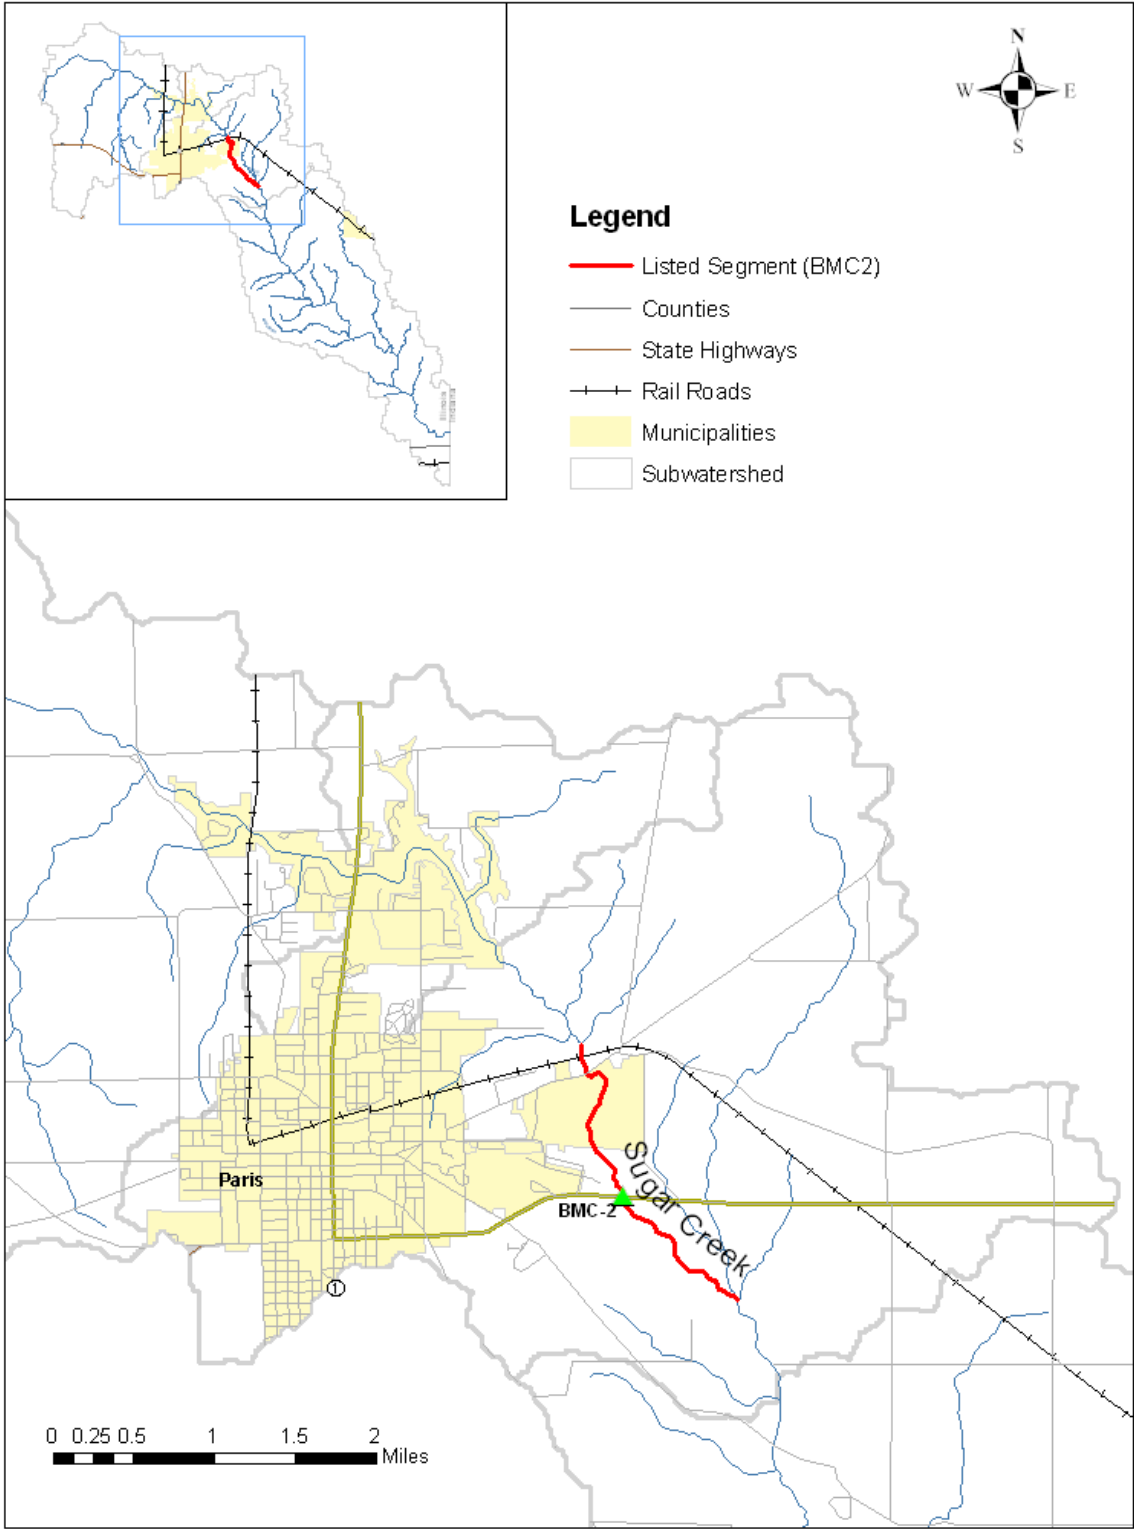 N
W E
S
Legend
Listed Segment (BMC2)
Counties
State Highways
Rail Roads
Municipalities
Subwatershed
Paris
Sugar Creek
BMC-2
1
0 0.25 0.5 1 1.5 2
Miles